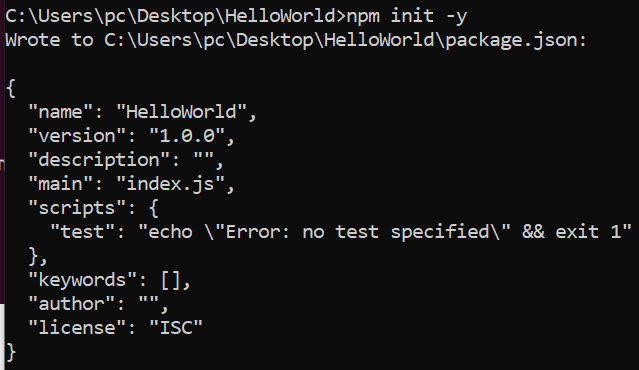 C:\Users\pc\Desktop\HelloWorld>npm init -y
Wrote to C:\Users\pc\Desktop\HelloWorld\package.json:

{
  "name": "HelloWorld",
  "version": "1.0.0",
  "description": "",
  "main": "index.js",
  "scripts": {
    "test": "echo \"Error: no test specified\" && exit 1"
  },
  "keywords": [],
  "author": "",
  "license": "ISC"
}